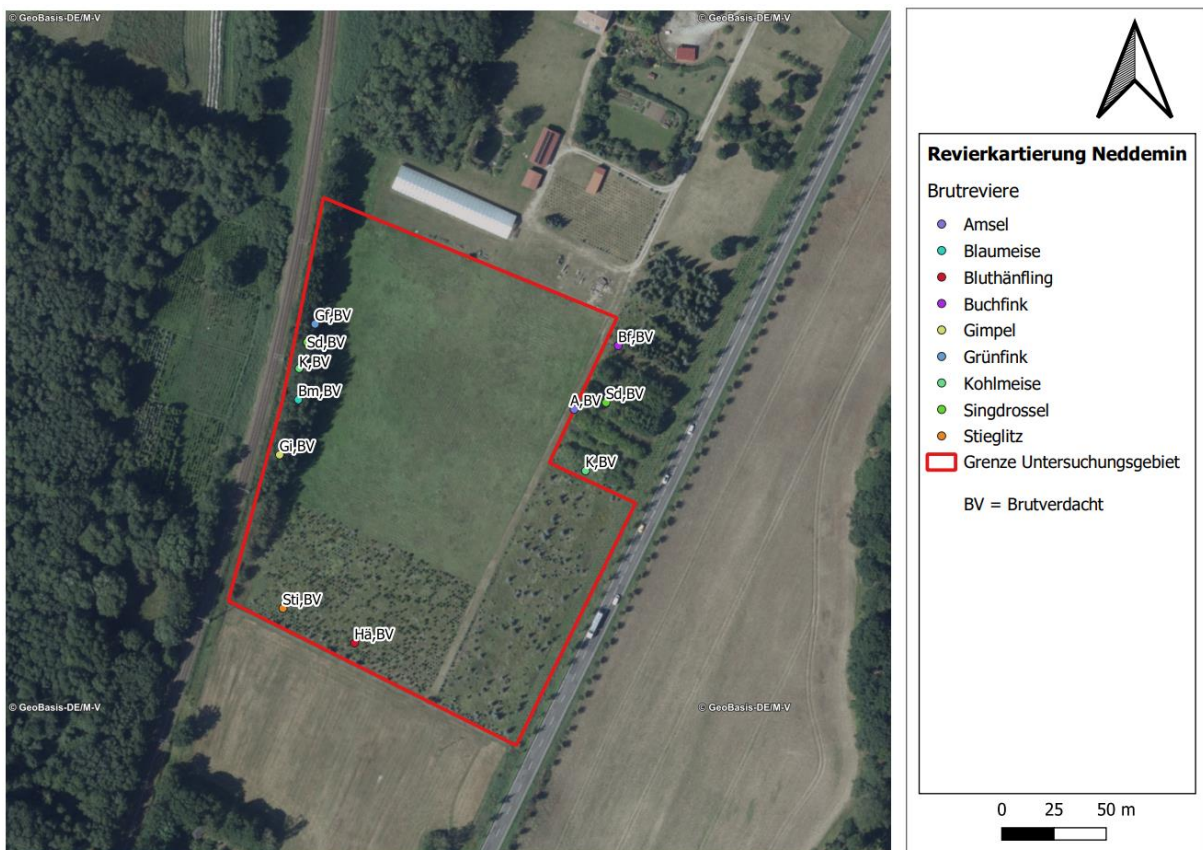 © GeoBasis-DE/M-V
© GeoBasis-DE/M-V
Gf,BV
Sd,BV
K,BV
Bm,BV
Gi,BV
Bf,BV
Sd,BV
A,BV
K,BV
Sti,BV
Hä,BV
© GeoBasis-DE/M-V
© GeoBasis-DE/M-V
Revierkartierung Neddemin
Brutreviere
Amsel
Blaumeise
Bluthänfling
Buchfink
Gimpel
Grünfink
Kohlmeise
Singdrossel
Stieglitz
Grenze Untersuchungsgebiet
BV = Brutverdacht
0 25 50 m